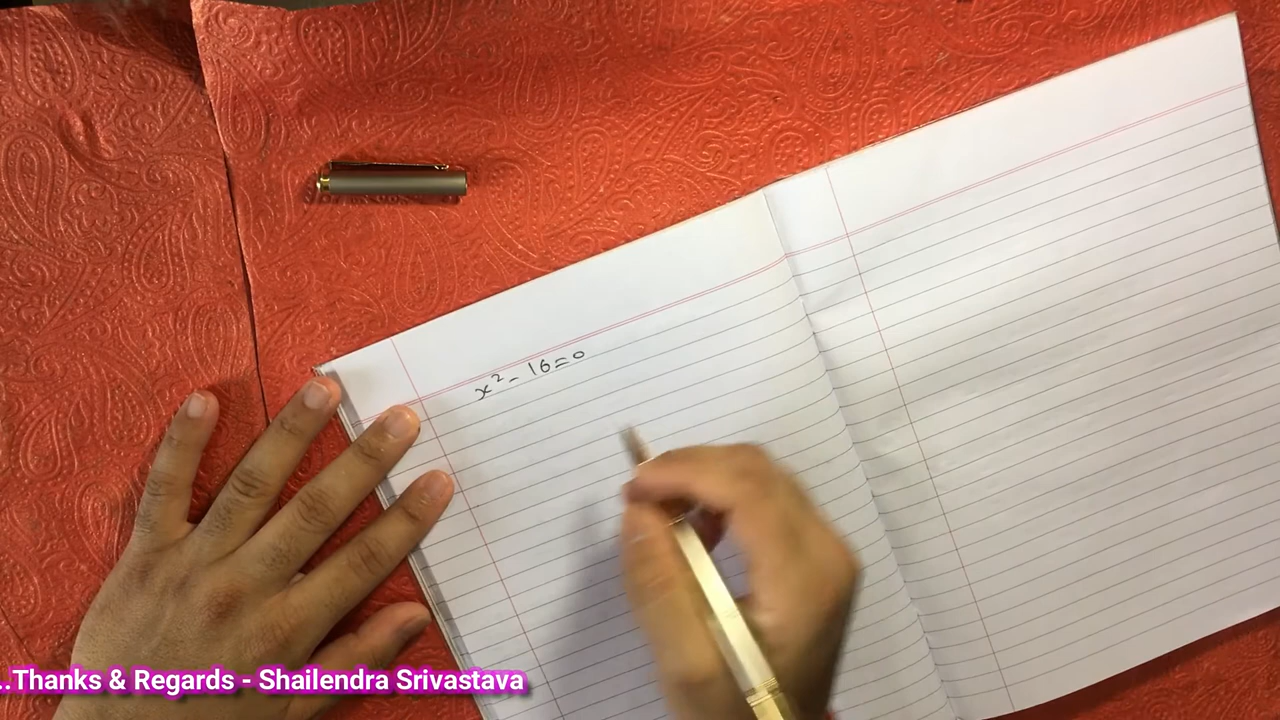 x² - 16 = 0
..Thanks & Regards - Shailendra Srivastava